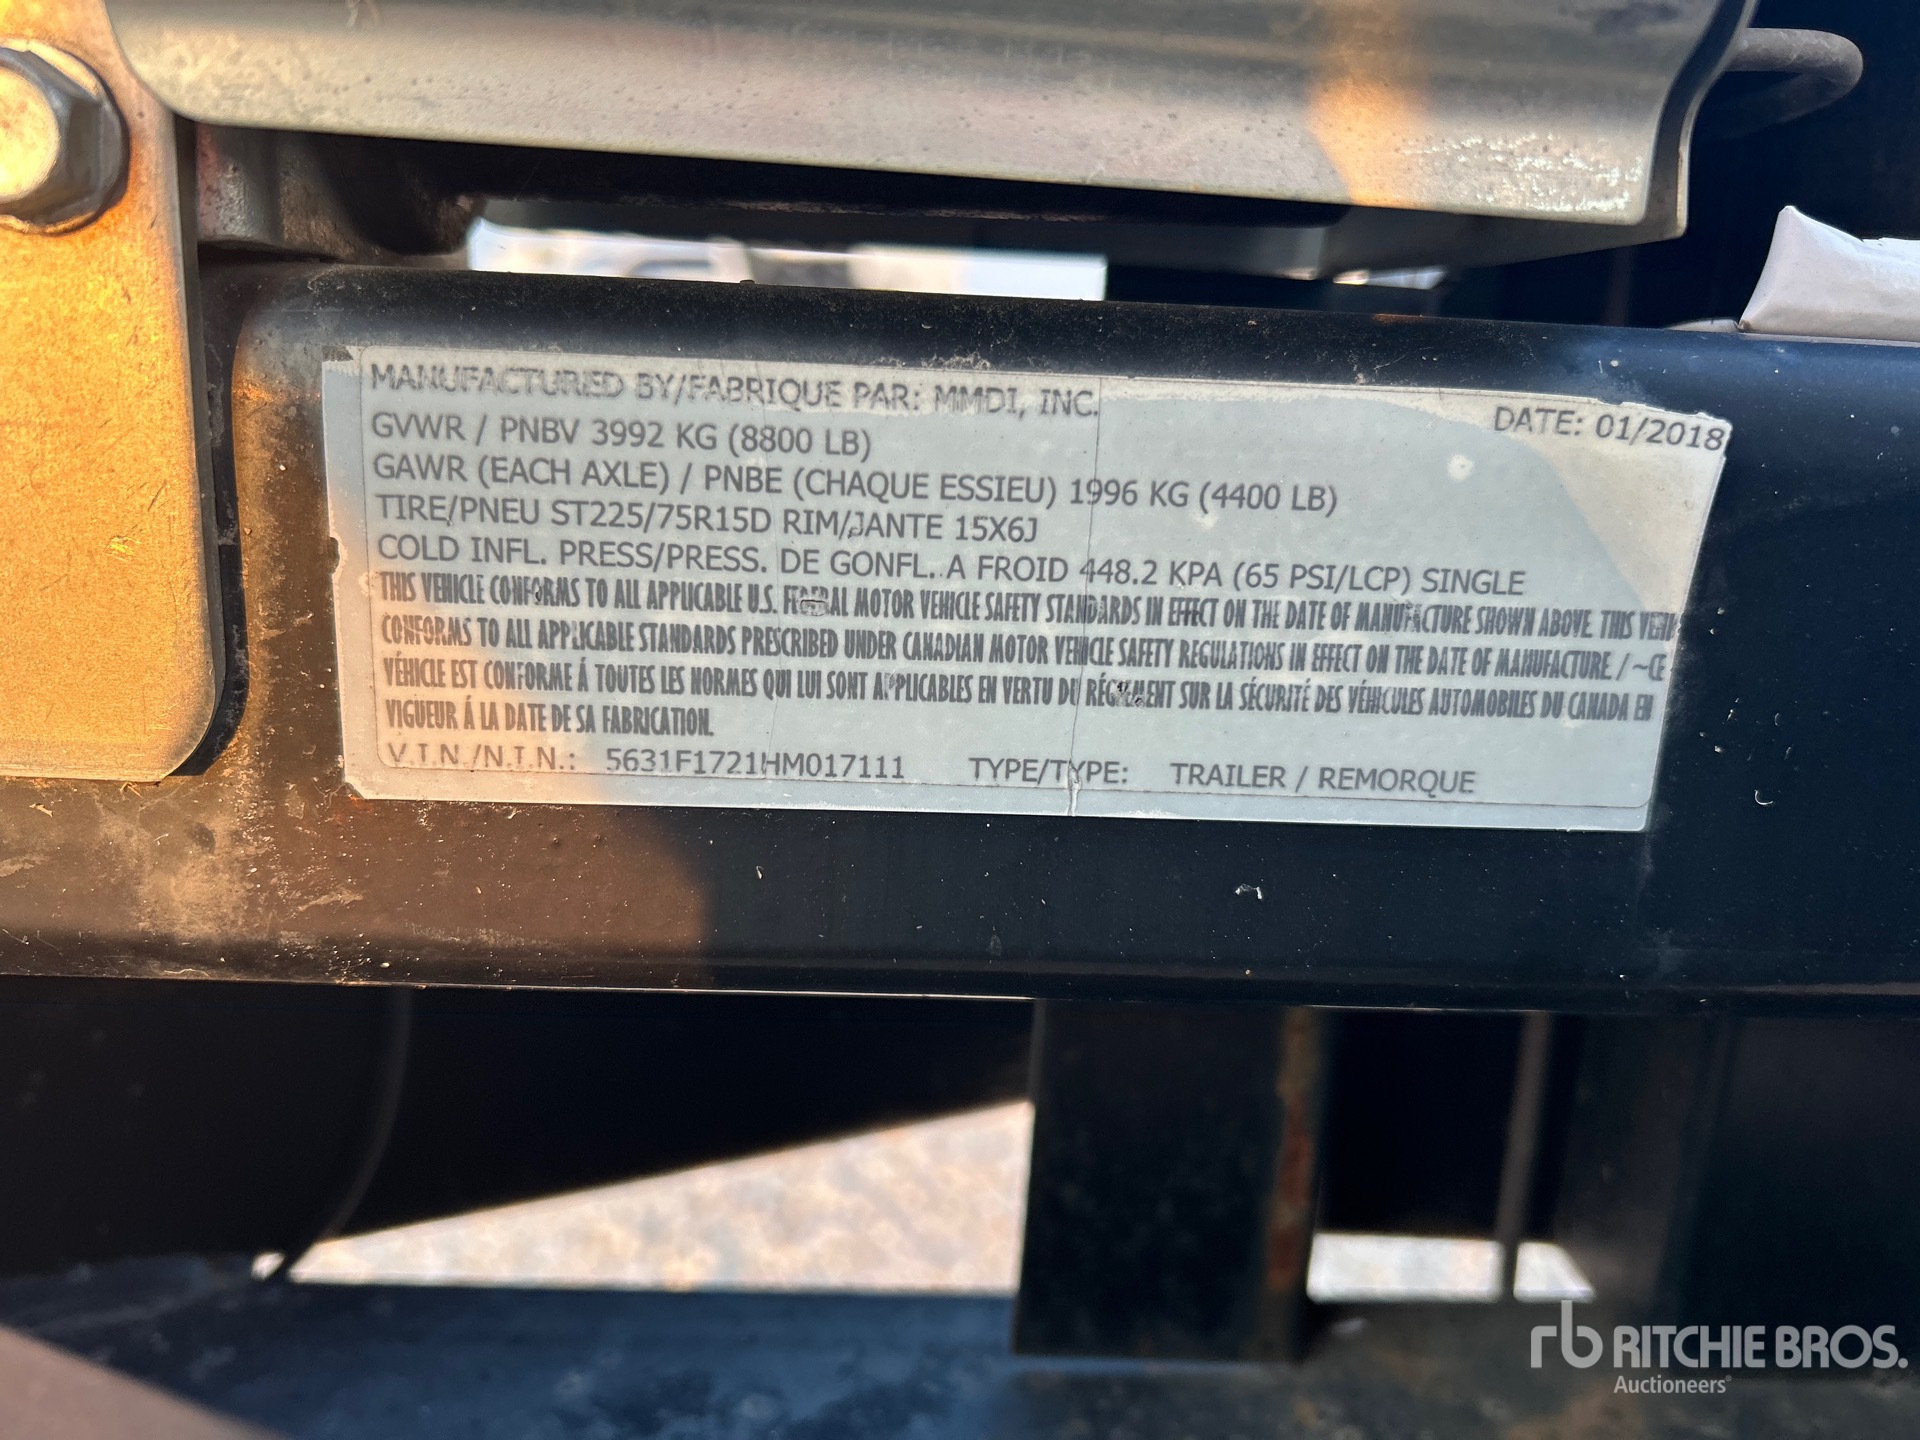 MANUFACTURED BY/FABRIQUE PAR: MMDI, INC.
DATE: 01/2018
GVWR / PNBV 3992 KG (8800 LB)
GAWR (EACH AXLE) / PNBE (CHAQUE ESSIEU) 1996 KG (4400 LB)
TIRE/PNEU ST225/75R15D RIM/JANTE 15X6J
COLD INFL. PRESS/PRESS. DE GONFL. A FROID 448.2 KPA (65 PSI/LCP) SINGLE
THIS VEHICLE CONFORMS TO ALL APPLICABLE U.S. FEDERAL MOTOR VEHICLE SAFETY STANDARDS IN EFFECT ON THE DATE OF MANUFACTURE SHOWN ABOVE. THIS VEHI
CONFORMS TO ALL APPLICABLE STANDARDS PRESCRIBED UNDER CANADIAN MOTOR VEHICLE SAFETY REGULATIONS IN EFFECT ON THE DATE OF MANUFACTURE. / ~CE
VÉHICLE EST CONFORME Á TOUTES LES NORMES QUI LUI SONT APPLICABLES EN VERTU DU RÉGLEMENT SUR LA SÉCURITÉ DES VÉHICULES AUTOMOBILES DU CANADA EN
VIGUEUR Á LA DATE DE SA FABRICATION.
V.I.N./N.I.N.: 5631F1721HM017111 TYPE/TYPE: TRAILER / REMORQUE
rb RITCHIE BROS.
Auctioneers